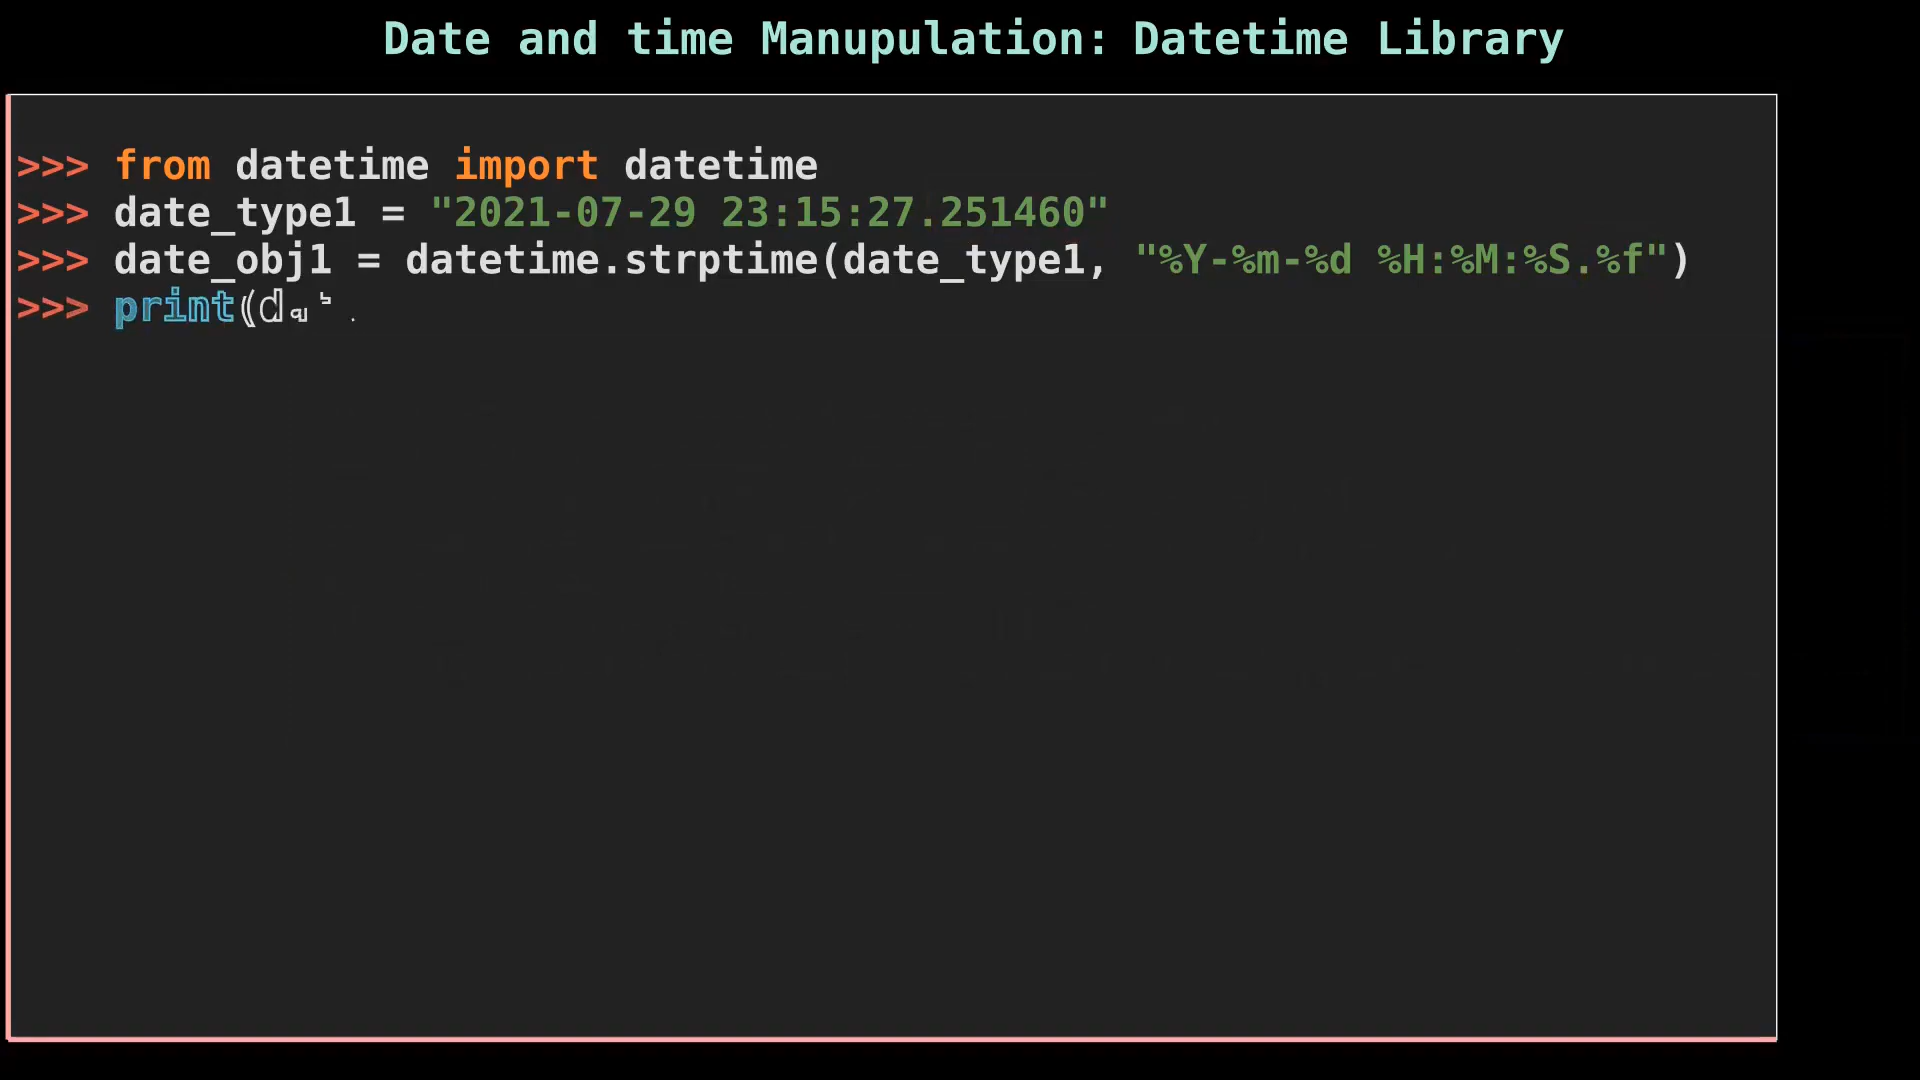 Date and time Manupulation: Datetime Library
>>> from datetime import datetime
>>> date_type1 = "2021-07-29 23:15:27.251460"
>>> date_obj1 = datetime.strptime(date_type1, "%Y-%m-%d %H:%M:%S.%f")
>>> print(d